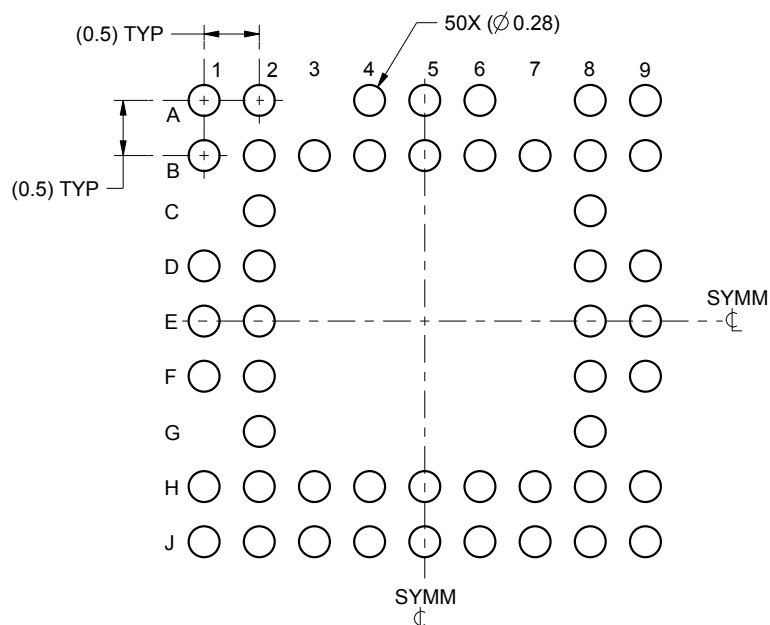 (0.5) TYP
50X (∅ 0.28)
1 2 3 4 5 6 7 8 9
A
B
(0.5) TYP
C
D
SYMM
℄
E
F
G
H
J
SYMM
℄